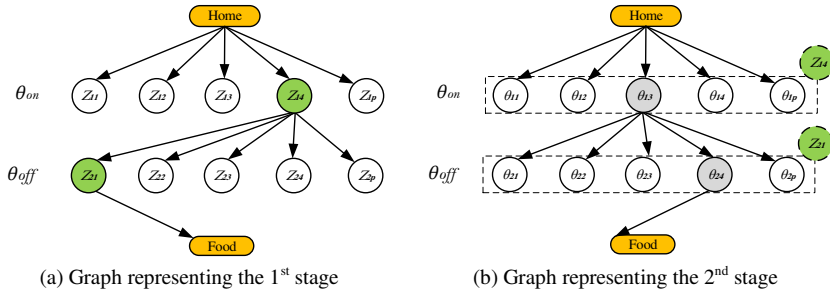 Home
θon
Z11 Z12 Z13 Z14 Z1p
θoff
Z21 Z22 Z23 Z24 Z2p
Food
(a) Graph representing the 1st stage
Home
Z14
θon
θ11 θ12 θ13 θ14 θ1p
Z21
θoff
θ21 θ22 θ23 θ24 θ2p
Food
(b) Graph representing the 2nd stage